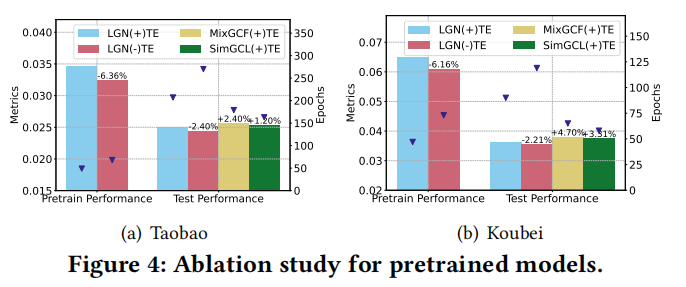 LGN(+)TE
LGN(-)TE
MixGCF(+)TE
SimGCL(+)TE
Metrics
0.040
0.035
0.030
0.025
0.020
0.015
-6.36%
-2.40%
+2.40%
+1.20%
350
300
250
200
150
100
50
0
Epochs
Pretrain Performance
Test Performance
(a) Taobao
LGN(+)TE
LGN(-)TE
MixGCF(+)TE
SimGCL(+)TE
Metrics
0.07
0.06
0.05
0.04
0.03
0.02
-6.16%
-2.21%
+4.70%
+3.31%
150
125
100
75
50
25
0
Epochs
Pretrain Performance
Test Performance
(b) Koubei
Figure 4: Ablation study for pretrained models.